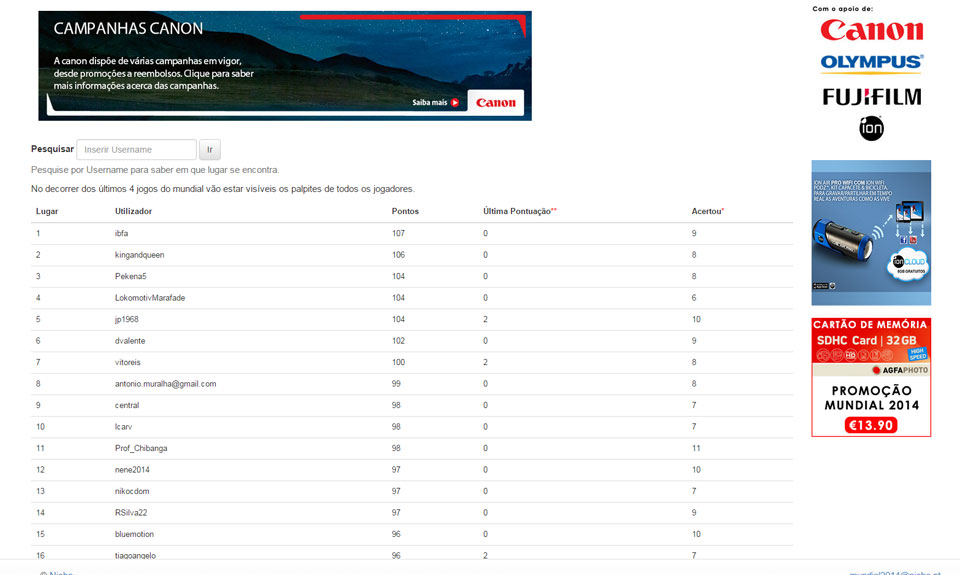 CAMPANHAS CANON
A canon dispõe de várias campanhas em vigor,
desde promoções a reembolsos. Clique para saber
mais informações acerca das campanhas.
Saiba mais
Canon
Com o apoio de:
Canon
OLYMPUS
FUJIFILM
ion
Pesquisar Inserir Username Ir
Pesquise por Username para saber em que lugar se encontra.
No decorrer dos últimos 4 jogos do mundial vão estar visíveis os palpites de todos os jogadores.
Lugar Utilizador Pontos Última Pontuação** Acertou*
1 ibfa 107 0 9
2 kingandqueen 106 0 8
3 Pekena5 104 0 8
4 LokomotivMarafade 104 0 6
5 jp1968 104 2 10
6 dvalente 102 0 9
7 vitoreis 100 2 8
8 antonio.muralha@gmail.com 99 0 8
9 central 98 0 7
10 Icarv 98 0 7
11 Prof_Chibanga 98 0 11
12 nene2014 97 0 10
13 nikocdom 97 0 7
14 RSilva22 97 0 9
15 bluemotion 96 0 10
16 tiagoangelo 96 2 7
ION AIR PRO WIFI COM ION WIFI
PODZ", KIT CAPACETE & BICICLETA.
PARA GRAVAR/PARTILHAR EM TEMPO
REAL AS AVENTURAS COMO AS VIVE
ion CLOUD
8GB GRATUITOS
CARTÃO DE MEMÓRIA
SDHC Card | 32GB
HIGH
SPEED
AGFAPHOTO
PROMOÇÃO
MUNDIAL 2014
€13.90